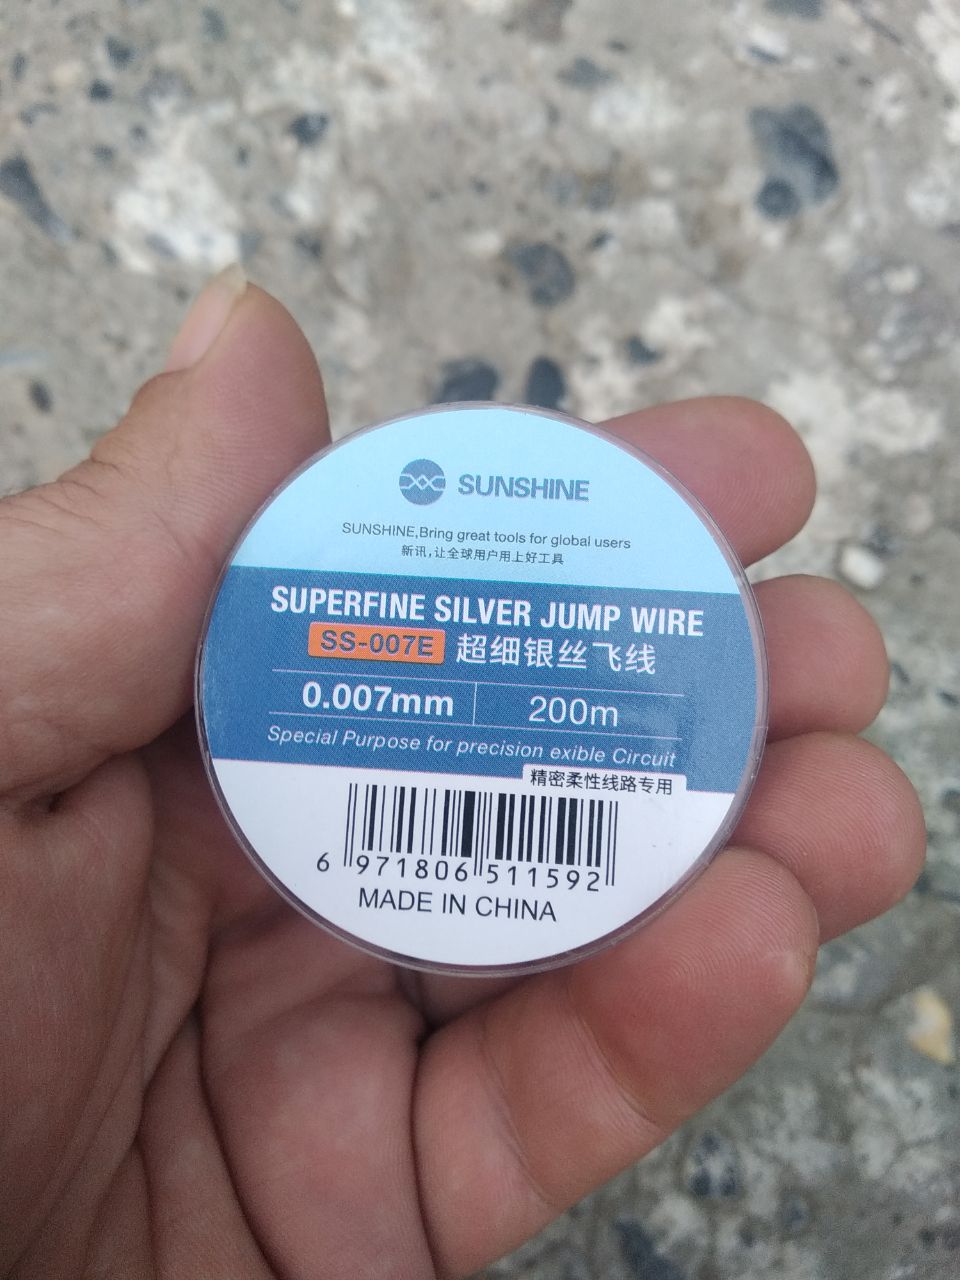 SUNSHINE
SUNSHINE,Bring great tools for global users
新讯,让全球用户用上好工具
SUPERFINE SILVER JUMP WIRE
SS-007E 超细银丝飞线
0.007mm 200m
Special Purpose for precision exible Circuit
精密柔性线路专用
6 971806 511592
MADE IN CHINA